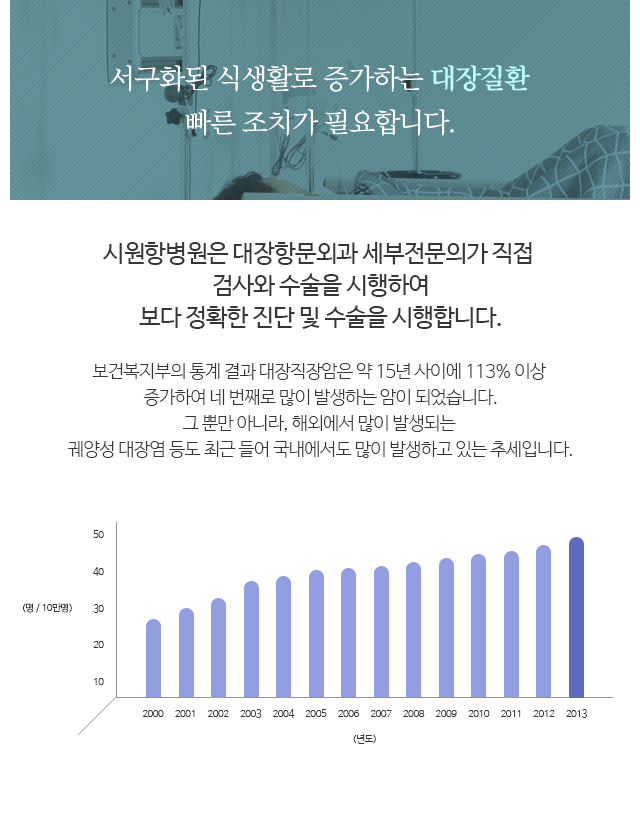 서구화된 식생활로 증가하는 대장질환
빠른 조치가 필요합니다.
시원항병원은 대장항문외과 세부전문의가 직접
검사와 수술을 시행하여
보다 정확한 진단 및 수술을 시행합니다.
보건복지부의 통계 결과 대장직장암은 약 15년 사이에 113% 이상
증가하여 네 번째로 많이 발생하는 암이 되었습니다.
그 뿐만 아니라, 해외에서 많이 발생되는
궤양성 대장염 등도 최근 들어 국내에서도 많이 발생하고 있는 추세입니다.
50
40
(명 / 10만명)
30
20
10
2000 2001 2002 2003 2004 2005 2006 2007 2008 2009 2010 2011 2012 2013
(년도)